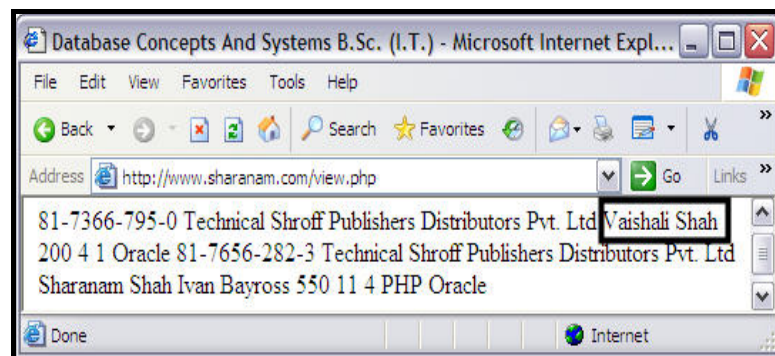 Database Concepts And Systems B.Sc. (I.T.) - Microsoft Internet Expl...
File Edit View Favorites Tools Help
Back Search Favorites »
Address http://www.sharanam.com/view.php Go Links »
81-7366-795-0 Technical Shroff Publishers Distributors Pvt. Ltd Vaishali Shah
200 4 1 Oracle 81-7656-282-3 Technical Shroff Publishers Distributors Pvt. Ltd
Sharanam Shah Ivan Bayross 550 11 4 PHP Oracle
Done Internet